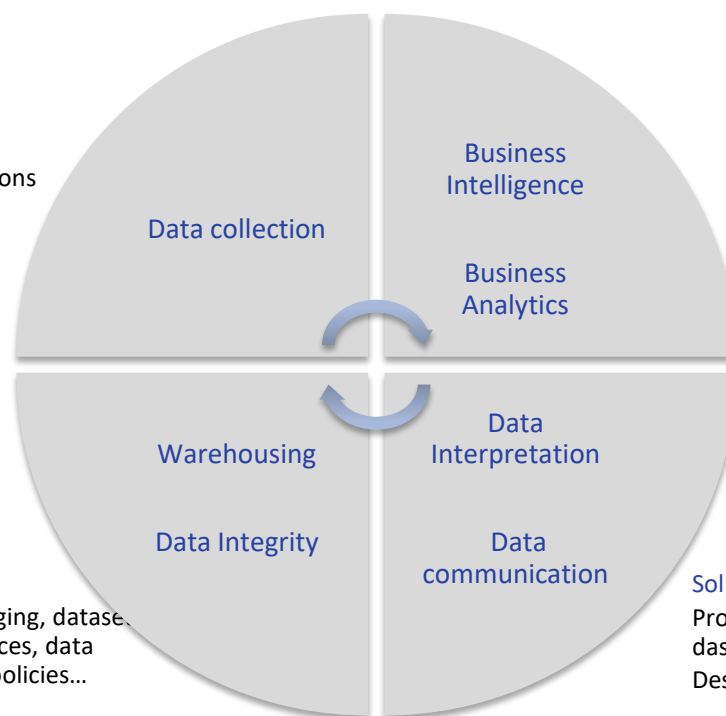 ons
Data collection
Business
Intelligence
Business
Analytics
Warehousing
Data Integrity
Data
Interpretation
Data
communication
ging, datase
ces, data
policies…
Sol
Pro
das
Des